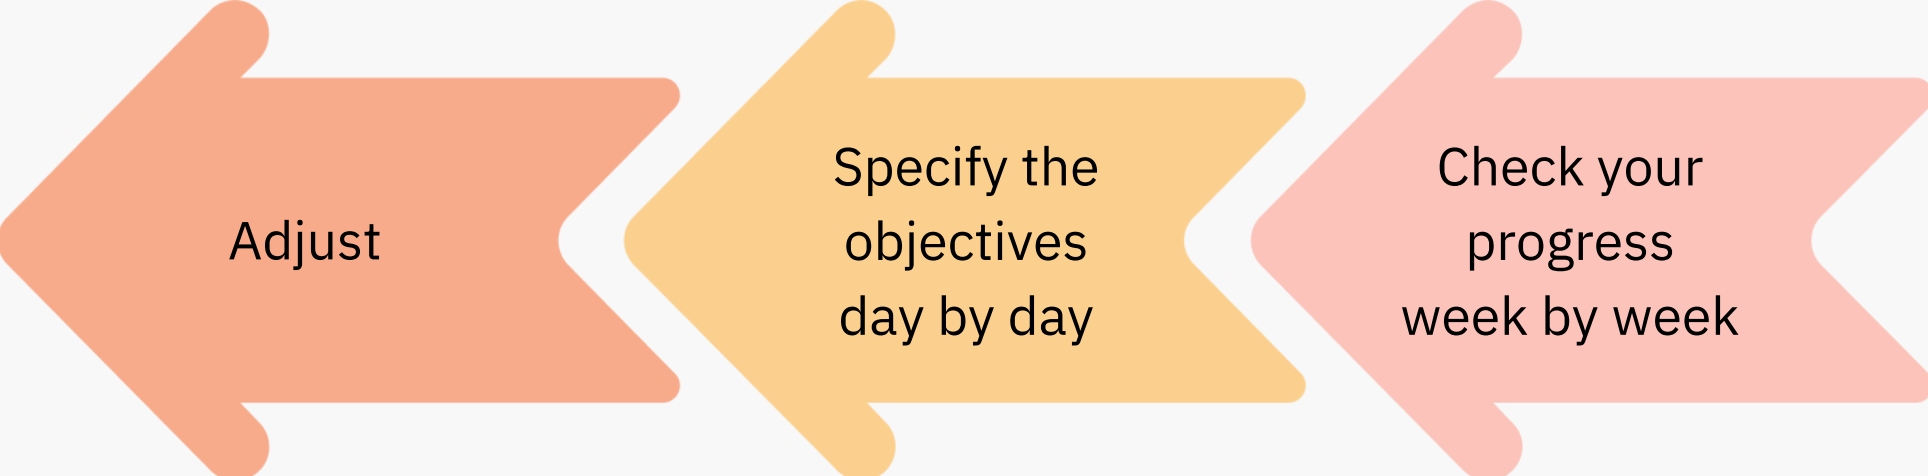 Adjust
Specify the
objectives
day by day
Check your
progress
week by week